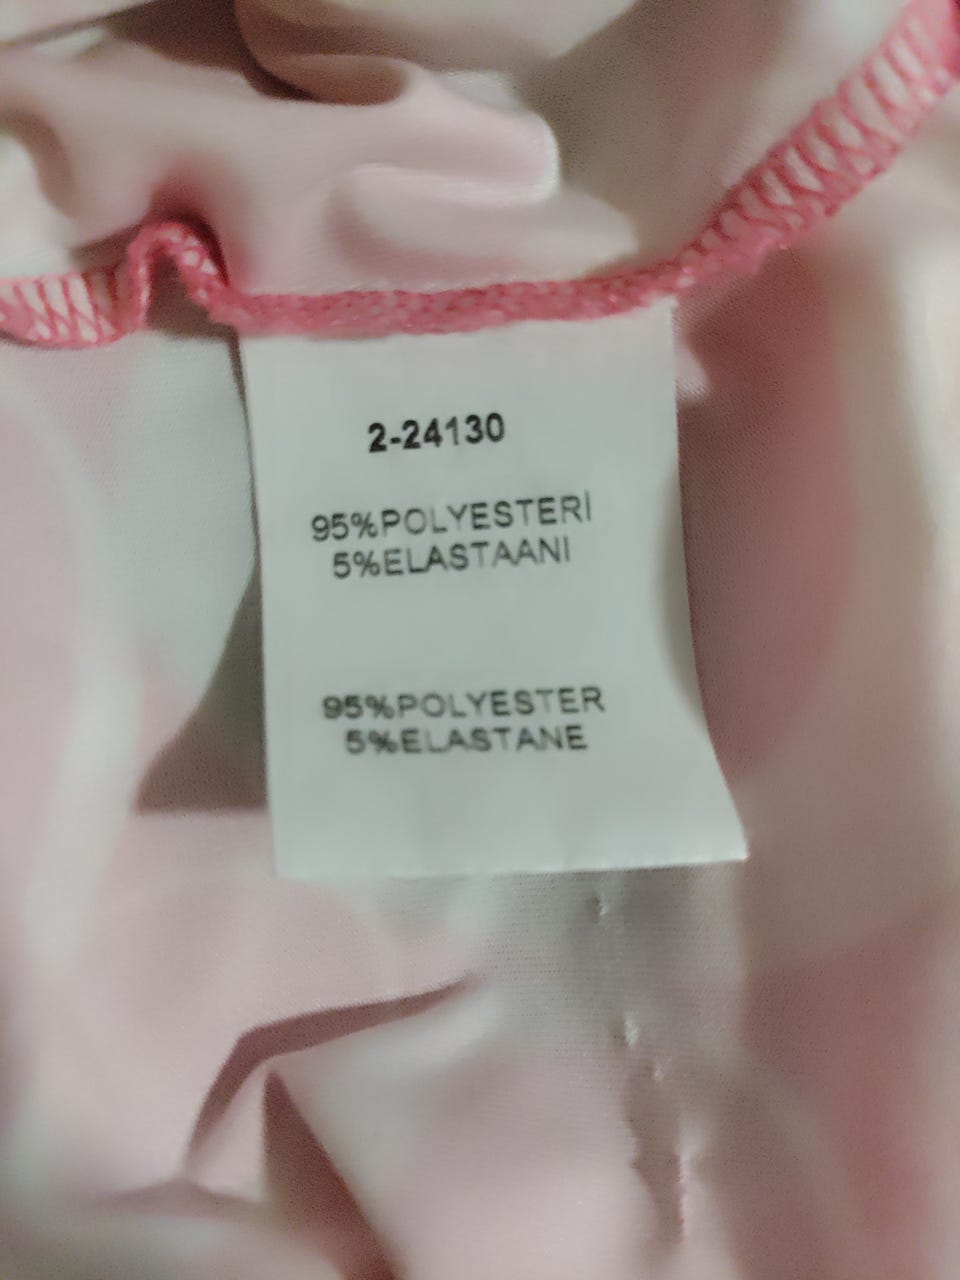 2-24130
95%POLYESTERI
5%ELASTAANI
95%POLYESTER
5%ELASTANE